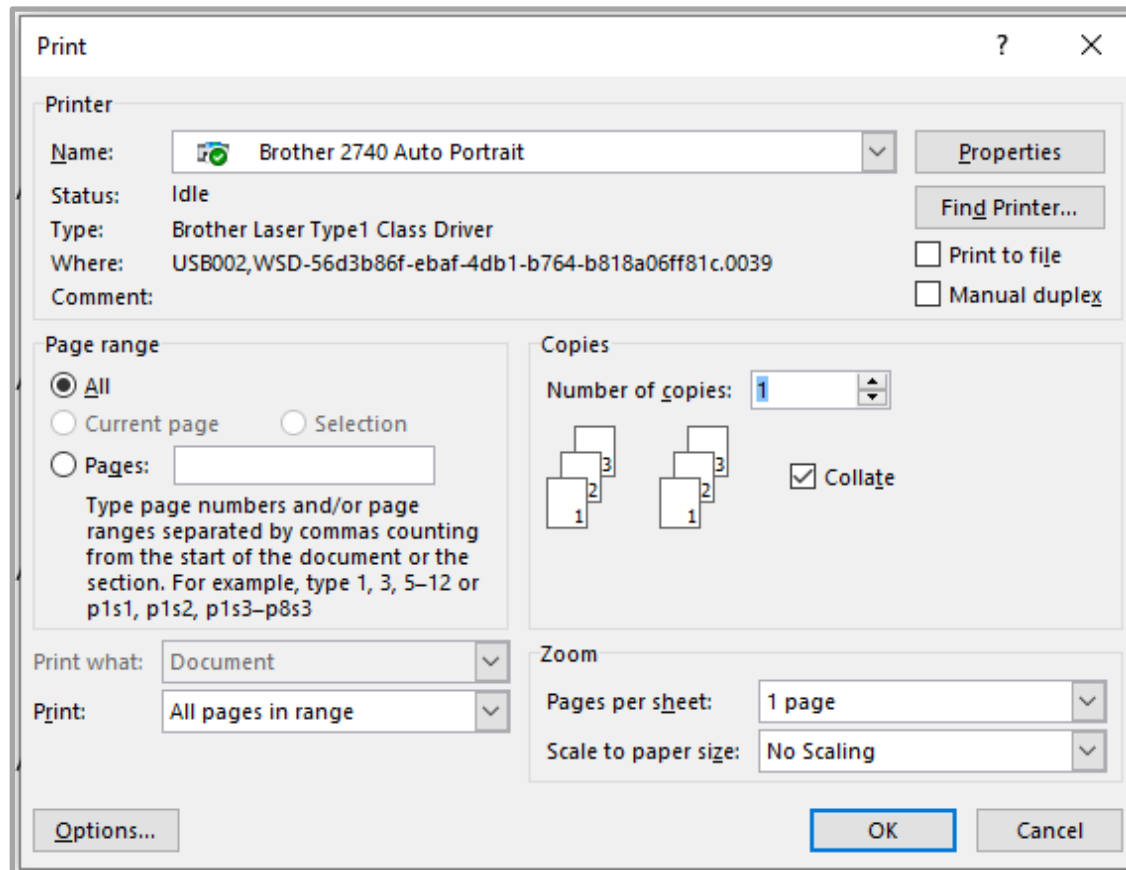 Print ?
Printer
Name: Brother 2740 Auto Portrait Properties
Status: Idle Find Printer...
Type: Brother Laser Type1 Class Driver
Where: USB002,WSD-56d3b86f-ebaf-4db1-b764-b818a06ff81c.0039 Print to file
Comment: Manual duplex
Page range
All
Current page Selection
Pages:
Type page numbers and/or page
ranges separated by commas counting
from the start of the document or the
section. For example, type 1, 3, 5–12 or
p1s1, p1s2, p1s3–p8s3
Copies
Number of copies: 1
3 3
2 2 Collate
1 1
Print what: Document
Print: All pages in range
Zoom
Pages per sheet: 1 page
Scale to paper size: No Scaling
Options... OK Cancel